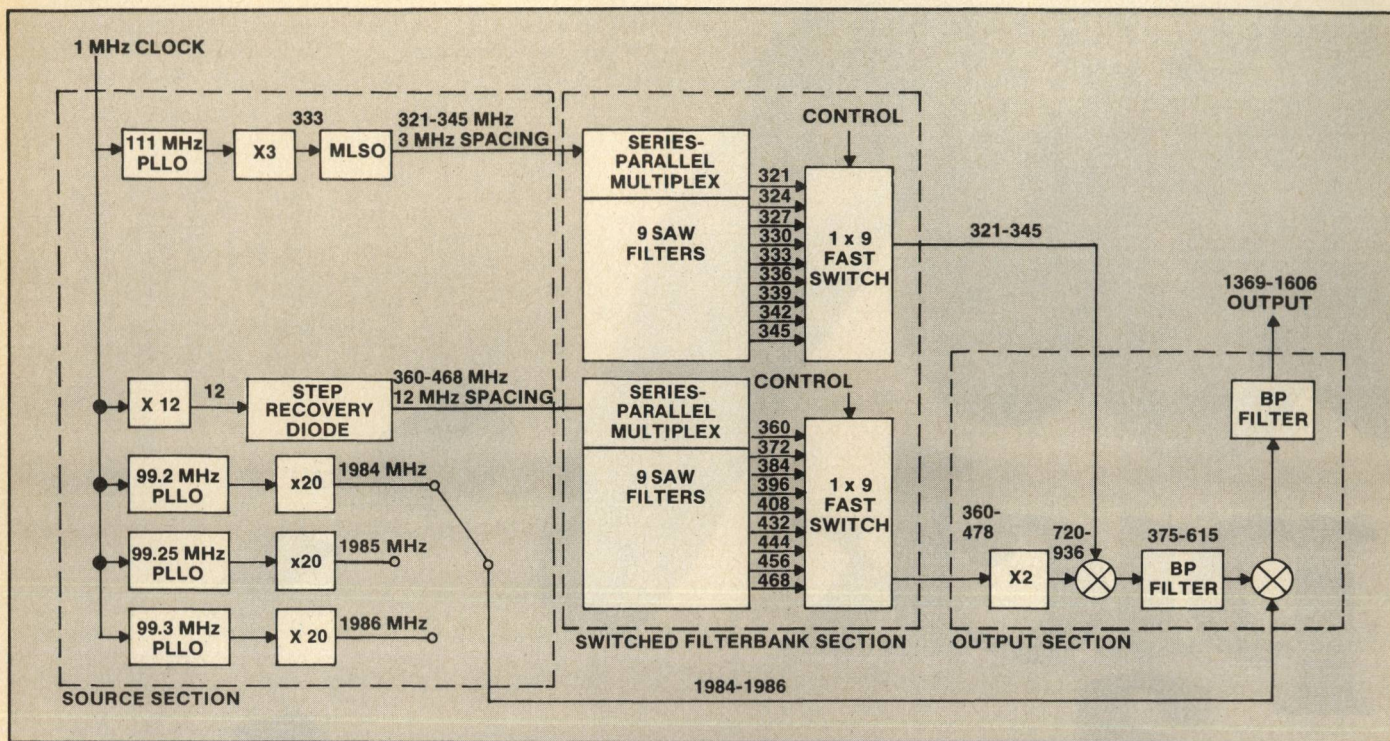 1 MHz CLOCK
111 MHz
PLLO
X3
333
MLSO
321-345 MHz
3 MHz SPACING
SERIES-
PARALLEL
MULTIPLEX
9 SAW
FILTERS
321
324
327
330
333
336
339
342
345
CONTROL
1 x 9
FAST
SWITCH
321-345
X 12
12
STEP
RECOVERY
DIODE
360-468 MHz
12 MHz SPACING
SERIES-
PARALLEL
MULTIPLEX
9 SAW
FILTERS
360
372
384
396
408
432
444
456
468
CONTROL
1 x 9
FAST
SWITCH
99.2 MHz
PLLO
x20
1984 MHz
99.25 MHz
PLLO
x20
1985 MHz
99.3 MHz
PLLO
X 20
1986 MHz
1984-1986
360-
478
X2
720-
936
375-615
BP
FILTER
BP
FILTER
1369-1606
OUTPUT
SOURCE SECTION
SWITCHED FILTERBANK SECTION
OUTPUT SECTION